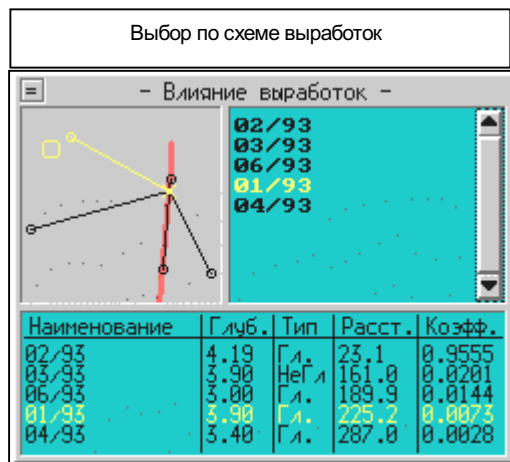 Выбор по схеме выработок
- Влияние выработок -
02/93
03/93
06/93
01/93
04/93
Наименование Глуб. Тип Расст. Коэфф.
02/93 4.19 Гл. 23.1 0.9555
03/93 3.90 НеГл 161.0 0.0201
06/93 3.00 Гл. 189.9 0.0144
01/93 3.90 Гл. 225.2 0.0073
04/93 3.40 Гл. 287.0 0.0028